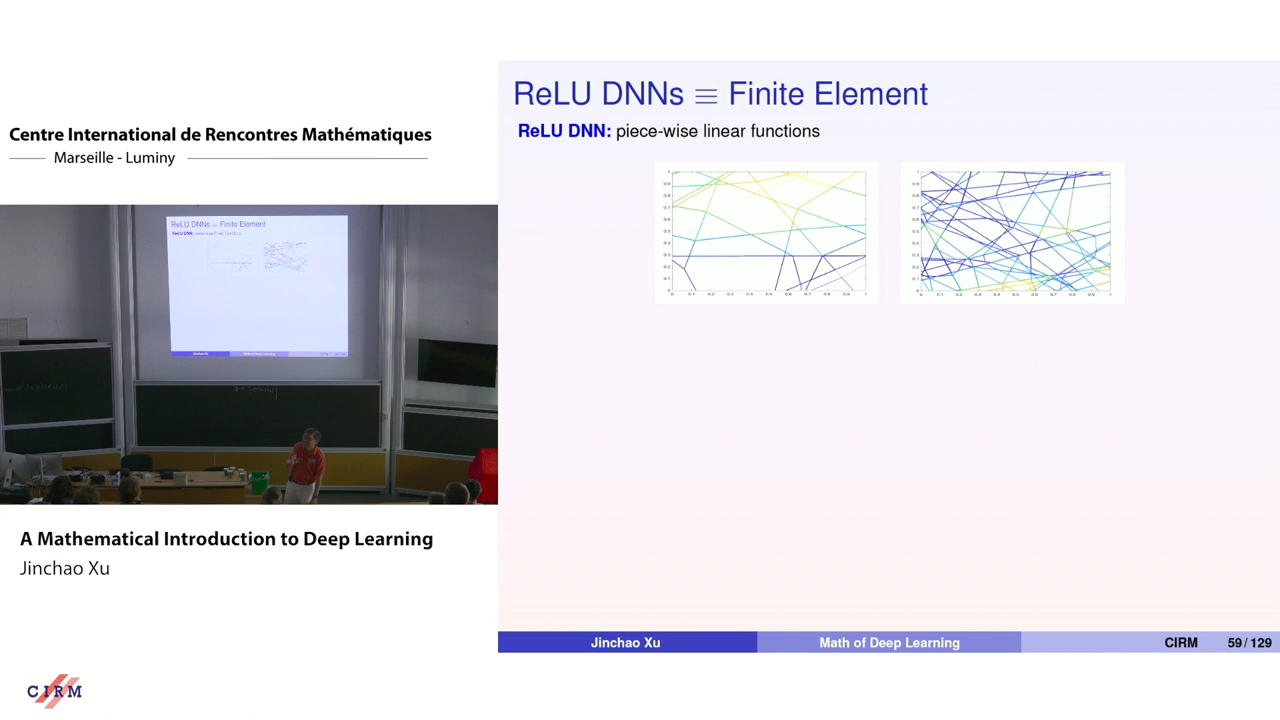 Centre International de Rencontres Mathématiques
Marseille - Luminy
ReLU DNNs ≡ Finite Element
ReLU DNN: piece-wise linear functions
A Mathematical Introduction to Deep Learning
Jinchao Xu
Jinchao Xu
Math of Deep Learning
CIRM
59 / 129
CIRM